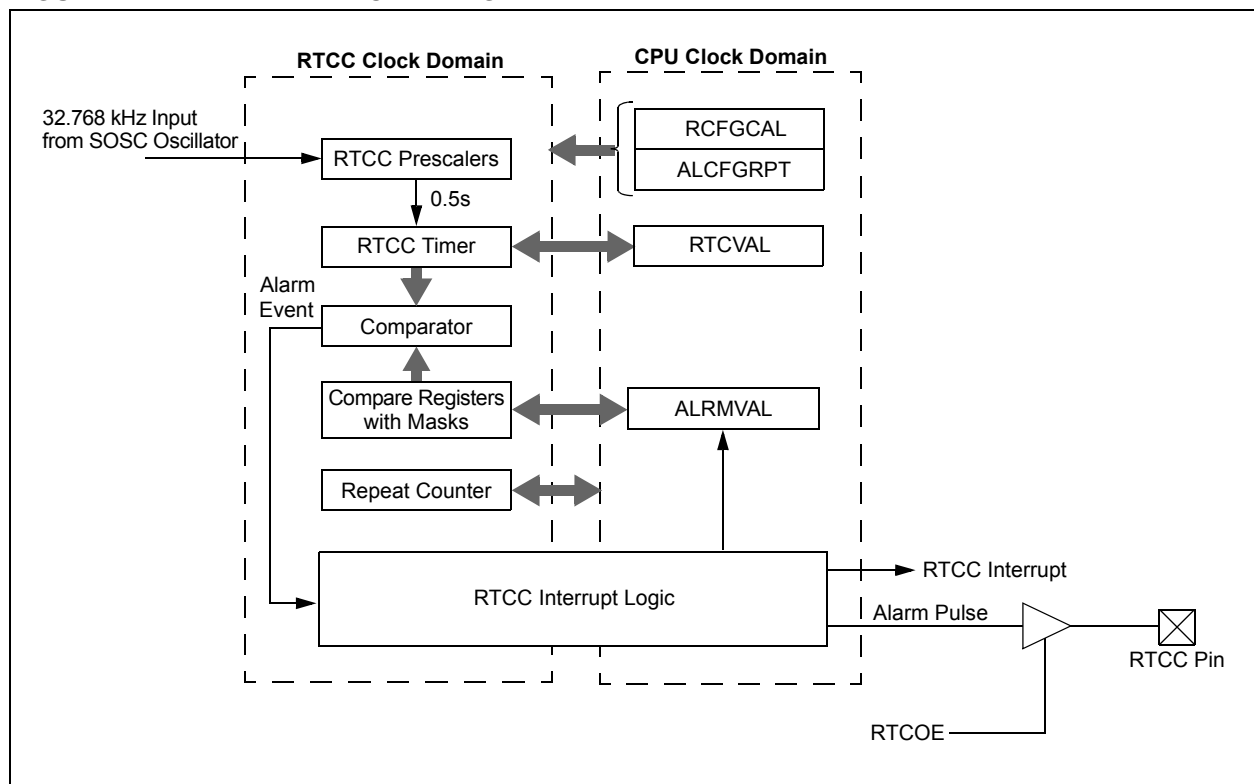 RTCC Clock Domain
CPU Clock Domain
32.768 kHz Input
from SOSC Oscillator
RTCC Prescalers
RCFGCAL
ALCFGRPT
0.5s
RTCC Timer
RTCVAL
Alarm
Event
Comparator
Compare Registers
with Masks
ALRMVAL
Repeat Counter
RTCC Interrupt Logic
RTCC Interrupt
Alarm Pulse
RTCC Pin
RTCOE